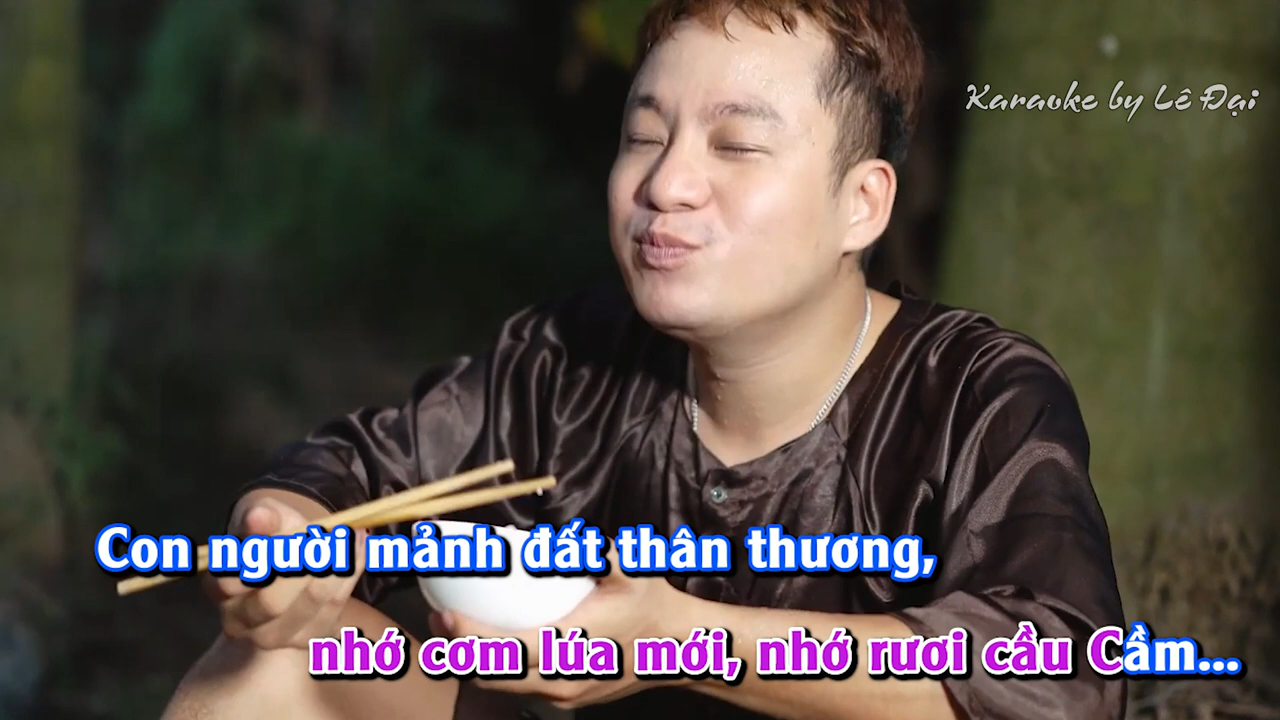 Karaoke by Lê Đại
Con người mảnh đất thân thương,
nhớ cơm lúa mới, nhớ rươi cầu Cầm...